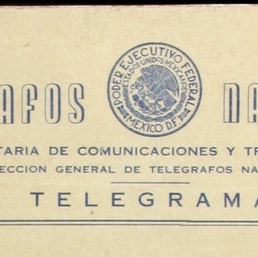 AFOS
PODER EJECUTIVO FEDERAL
ESTADOS UNIDOS MEXICANOS
MEXICO D.F.
NA
TARIA DE COMUNICACIONES Y TR
ECCION GENERAL DE TELEGRAFOS NA
TELEGRAMA